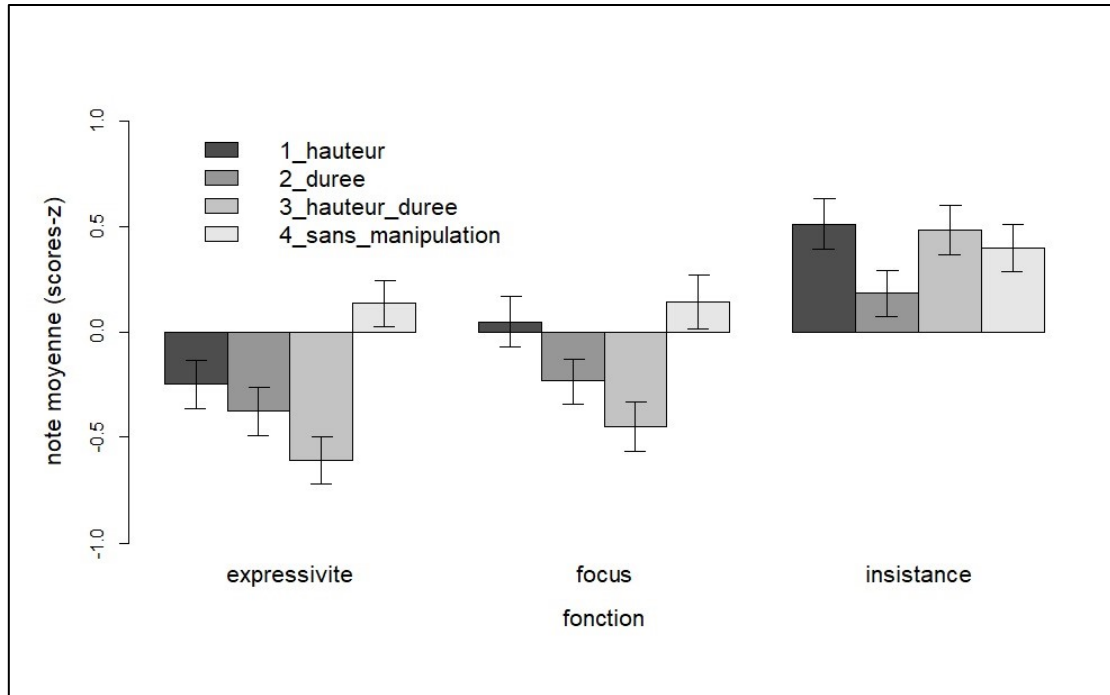 note moyenne (scores-z)
1.0
0.5
0.0
-0.5
-1.0
1_hauteur
2_duree
3_hauteur_duree
4_sans_manipulation
expressivite
focus
insistance
fonction